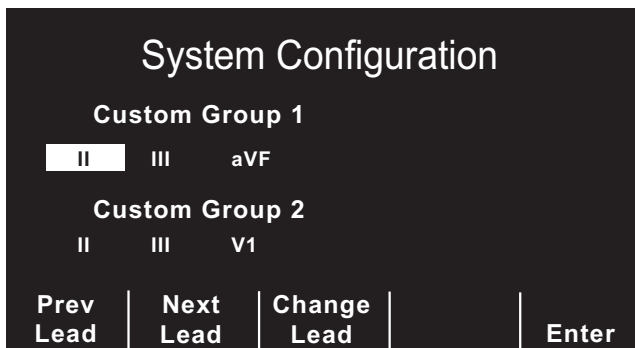 System Configuration
Custom Group 1
II III aVF
Custom Group 2
II III V1
Prev Next Change
Lead Lead Lead Enter